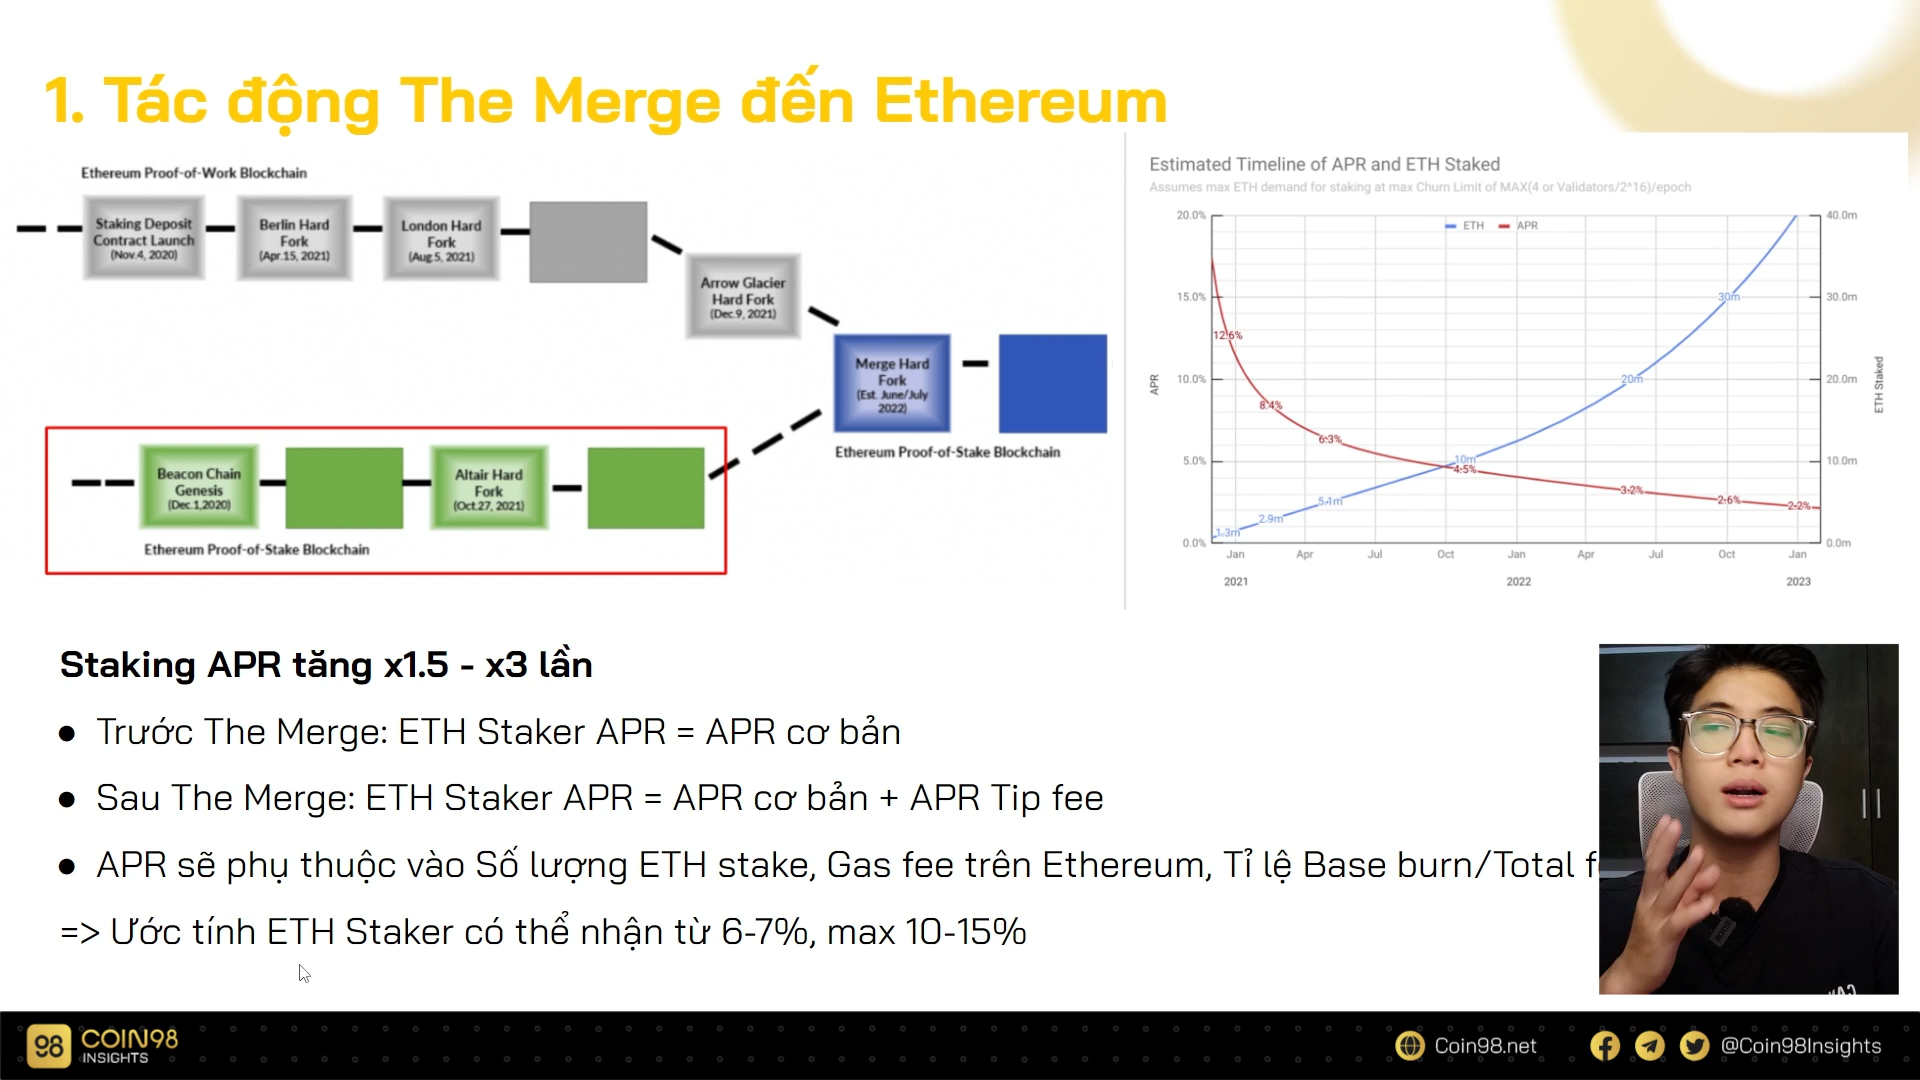 1. Tác động The Merge đến Ethereum
Ethereum Proof-of-Work Blockchain
Staking Deposit
Contract Launch
(Nov.4, 2020)
Berlin Hard
Fork
(Apr.15, 2021)
London Hard
Fork
(Aug.5, 2021)
Arrow Glacier
Hard Fork
(Dec.9, 2021)
Merge Hard
Fork
(Est. June/July
2022)
Ethereum Proof-of-Stake Blockchain
Beacon Chain
Genesis
(Dec.1,2020)
Altair Hard
Fork
(Oct.27, 2021)
Ethereum Proof-of-Stake Blockchain
Estimated Timeline of APR and ETH Staked
Assumes max ETH demand for staking at max Churn Limit of MAX(4 or Validators/2^16)/epoch
ETH APR
20.0%
15.0%
10.0%
5.0%
0.0%
APR
40.0m
30.0m
20.0m
10.0m
0.0m
ETH Staked
12.6%
8.4%
6.3%
4.5%
3.2%
2.6%
2.2%
1.3m
2.9m
5.1m
10m
20m
30m
Jan Apr Jul Oct Jan Apr Jul Oct Jan
2021 2022 2023
Staking APR tăng x1.5 - x3 lần
● Trước The Merge: ETH Staker APR = APR cơ bản
● Sau The Merge: ETH Staker APR = APR cơ bản + APR Tip fee
● APR sẽ phụ thuộc vào Số lượng ETH stake, Gas fee trên Ethereum, Tỉ lệ Base burn/Total
=> Ước tính ETH Staker có thể nhận từ 6-7%, max 10-15%
98 COIN98
INSIGHTS
Coin98.net
@Coin98Insights